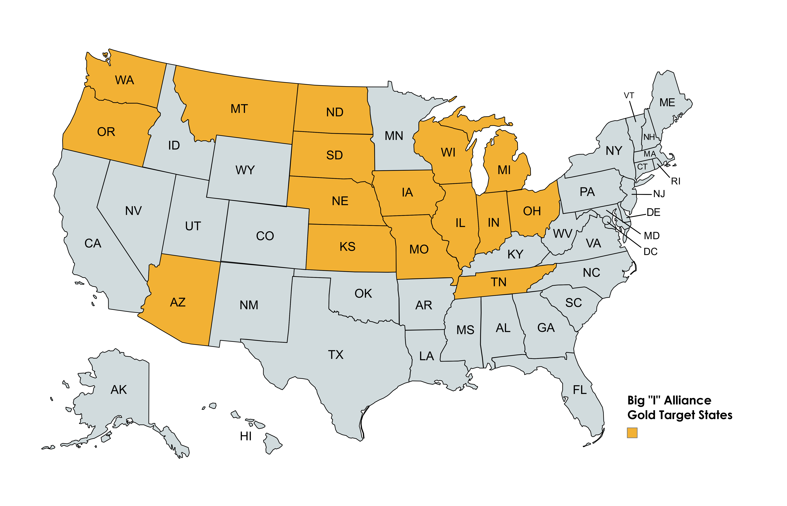 WA
MT
ND
MN
OR
ID
WY
SD
WI
MI
NE
IA
NV
UT
CO
KS
MO
IL
IN
OH
CA
AZ
NM
OK
AR
TX
LA
MS
AL
GA
TN
KY
WV
VA
NC
SC
FL
PA
NY
VT
NH
ME
MA
CT
RI
NJ
DE
MD
DC
AK
HI
Big "I" Alliance
Gold Target States